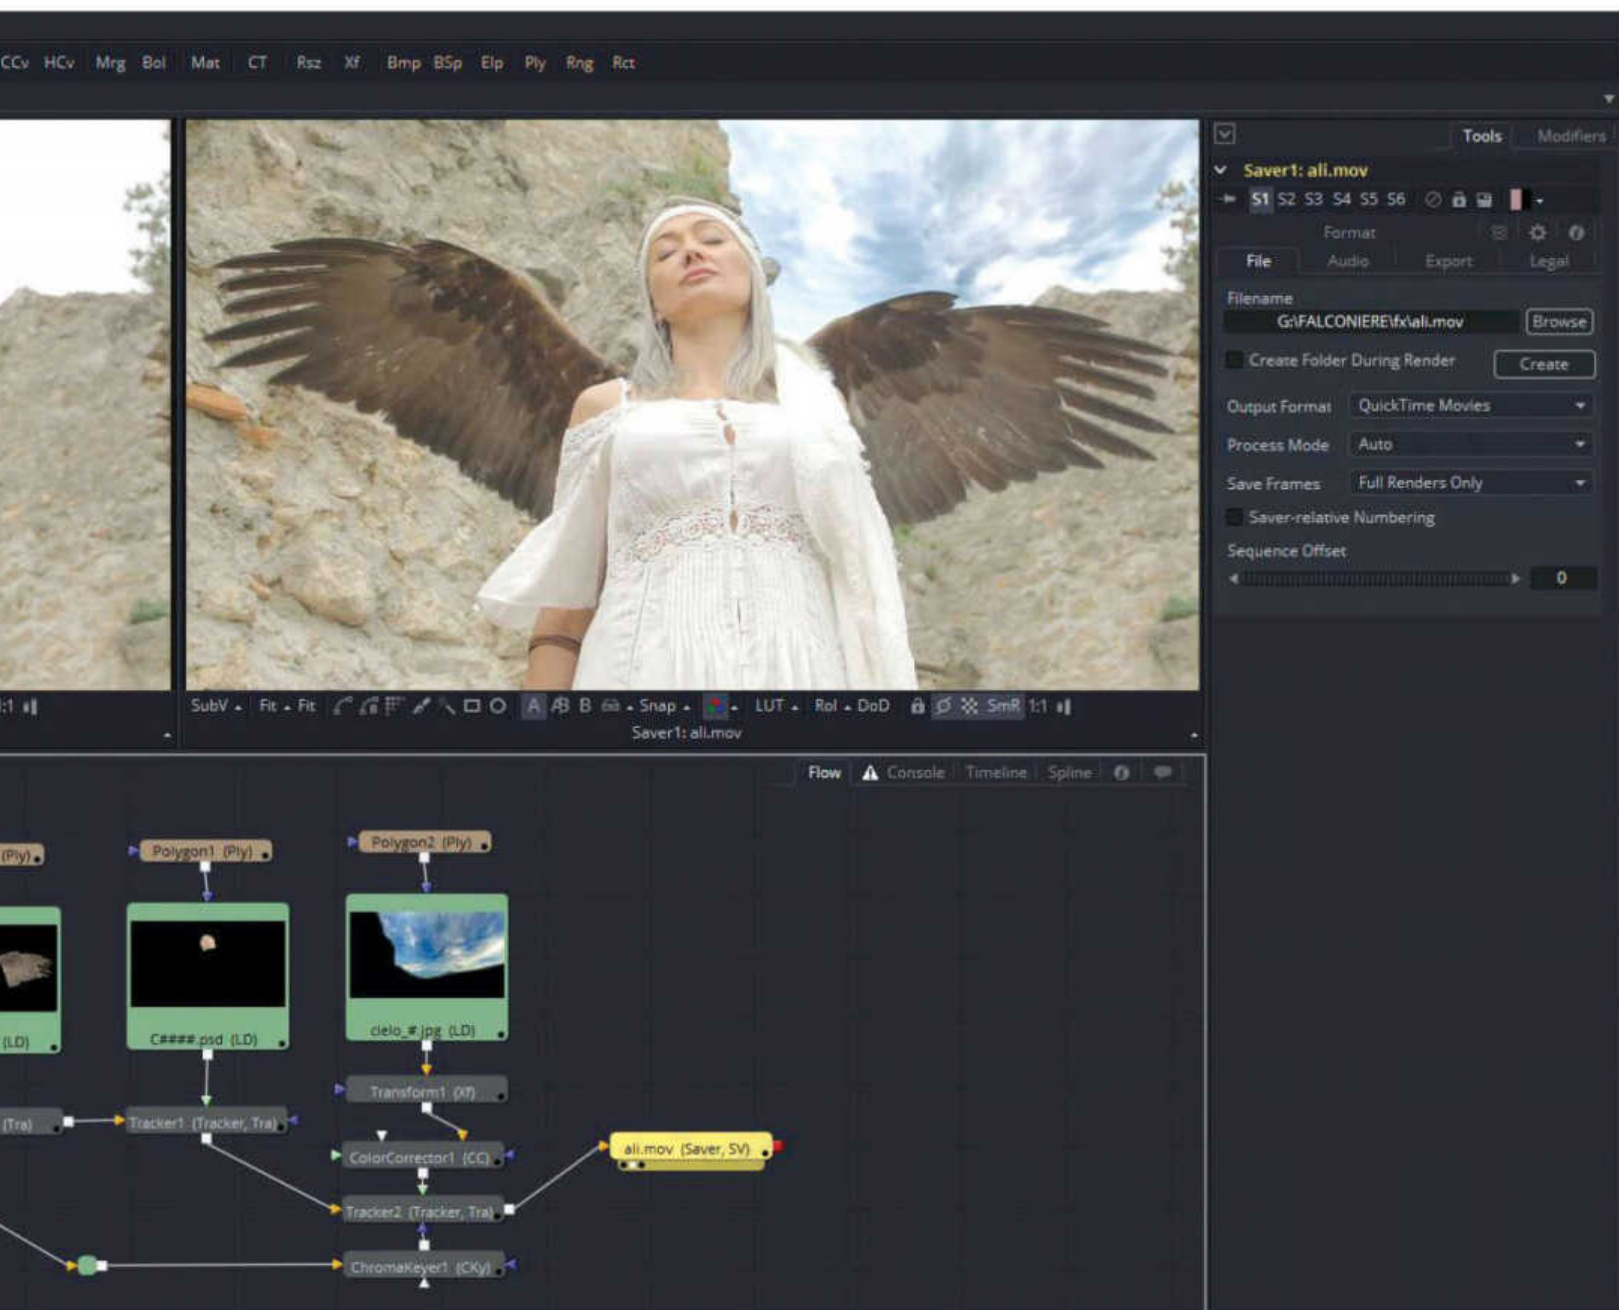 CCv HCv Mrg Bol Mat CT Rsz Xf Bmp BSp Elp Ply Rng Rct
Tools Modifiers
Saver1: ali.mov
S1 S2 S3 S4 S5 S6
Format
File Audio Export Legal
Filename
G:\FALCONIERE\fx\ali.mov Browse
Create Folder During Render Create
Output Format QuickTime Movies
Process Mode Auto
Save Frames Full Renders Only
Saver-relative Numbering
Sequence Offset
0
:1 SubV Fit Fit A B Snap LUT RoI DoD SmR 1:1
Saver1: ali.mov
Flow Console Timeline Spline
(Ply) Polygon1 (Ply) Polygon2 (Ply)
(LD) C####.psd (LD) cielo_#.jpg (LD)
Transform1 (Xf)
(Tra) Tracker1 (Tracker, Tra)
ColorCorrector1 (CC) ali.mov (Saver, SV)
Tracker2 (Tracker, Tra)
ChromaKeyer1 (CKy)